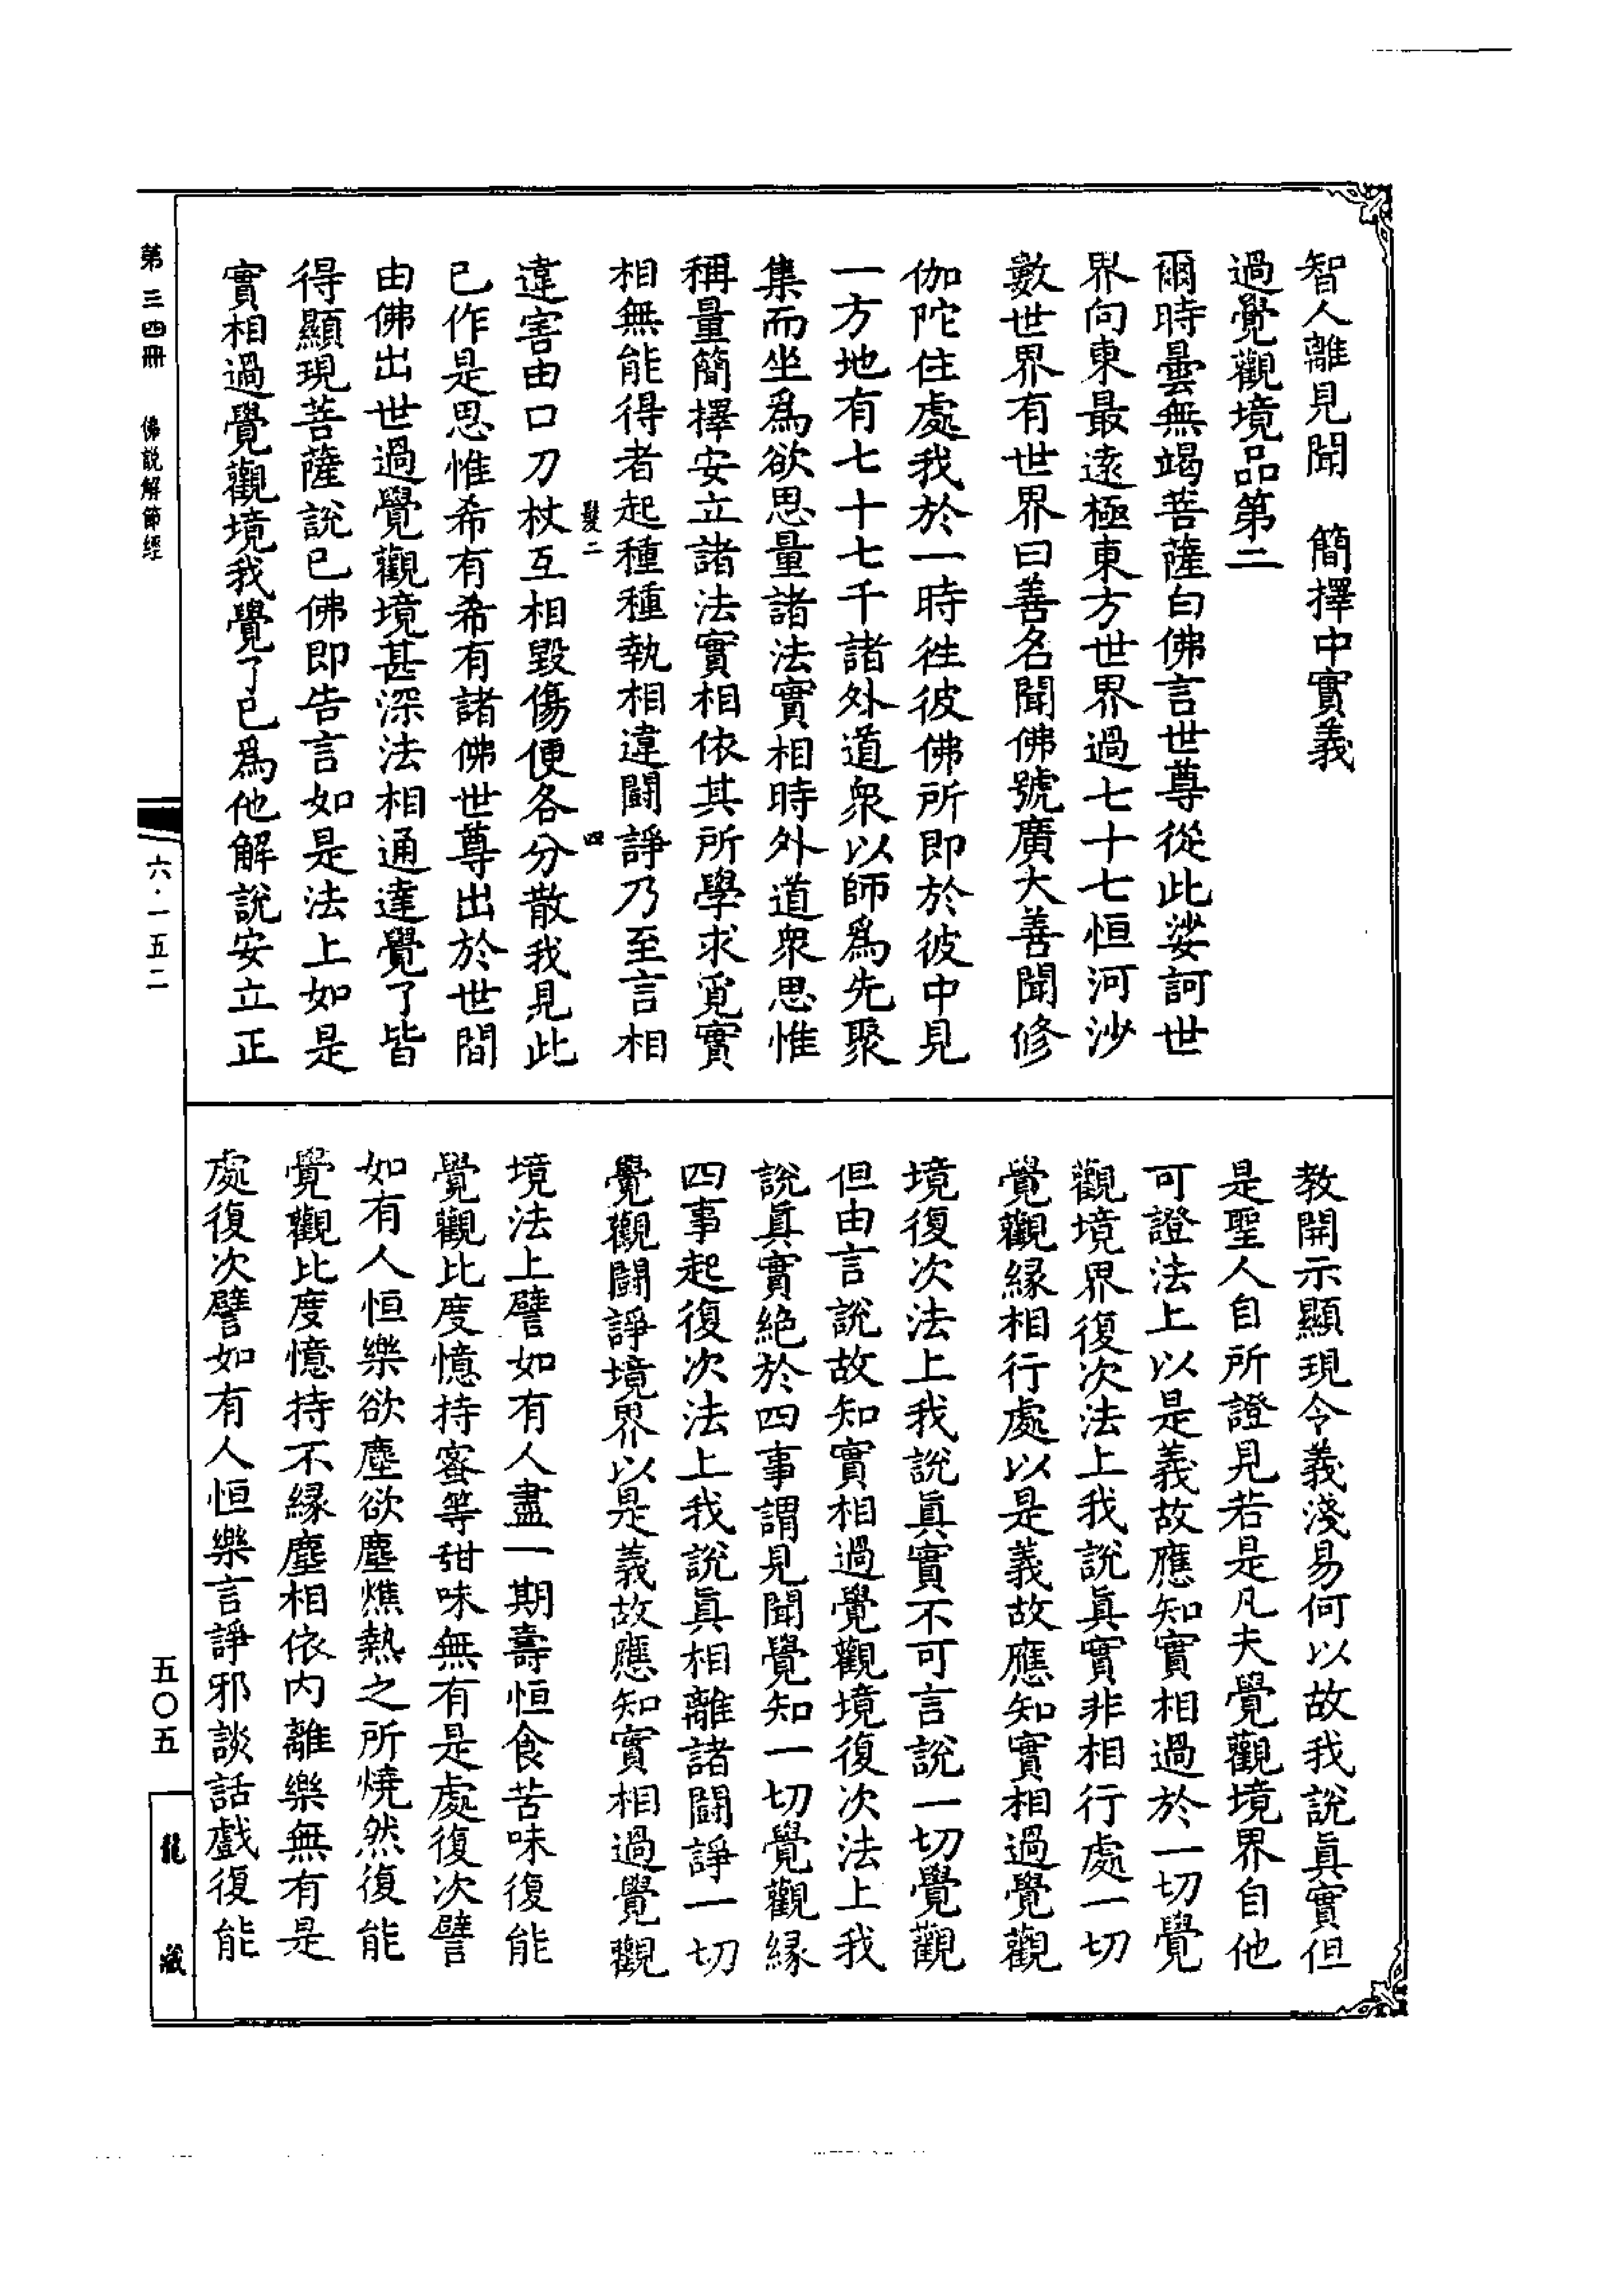 智人離見聞　簡擇中實義
過覺觀境品第二
爾時曇無竭菩薩白佛言世尊從此娑訶世
界向東最遠極東方世界過七十七恒河沙
數世界有世界曰善名聞佛號廣大善聞修
伽陀住處我於一時徃彼佛所即於彼中見
一方地有七十七千諸外道衆以師爲先聚
集而坐爲欲思量諸法實相時外道衆思惟
稱量簡擇安立諸法實相依其所學求覓實
相無能得者起種種執相違鬪諍乃至言相
髮二　四
違害由口刀杖互相毀傷便各分散我見此
已作是思惟希有希有諸佛世尊出於世間
由佛出世過覺觀境甚深法相通達覺了皆
得顯現菩薩說已佛即告言如是法上如是
實相過覺觀境我覺了已爲他解說安立正
教開示顯現令義淺易何以故我說眞實但
是聖人自所證見若是凡夫覺觀境界自他
可證法上以是義故應知實相過於一切覺
觀境界復次法上我說眞實非相行處一切
覺觀緣相行處以是義故應知實相過覺觀
境復次法上我說眞實不可言說一切覺觀
但由言說故知實相過覺觀境復次法上我
說眞實絶於四事謂見聞覺知一切覺觀緣
四事起復次法上我說眞相離諸鬪諍一切
覺觀鬪諍境界以是義故應知實相過覺觀
境法上譬如有人盡一期壽恒食苦味復能
覺觀比度憶持蜜等甜味無有是處復次譬
如有人恒樂欲塵欲塵燋熱之所燒然復能
覺觀比度憶持不緣塵相依內離樂無有是
處復次譬如有人恒樂言諍邪談話戲復能
第三四冊　佛說解節經
六·一五二
五〇五
龍藏